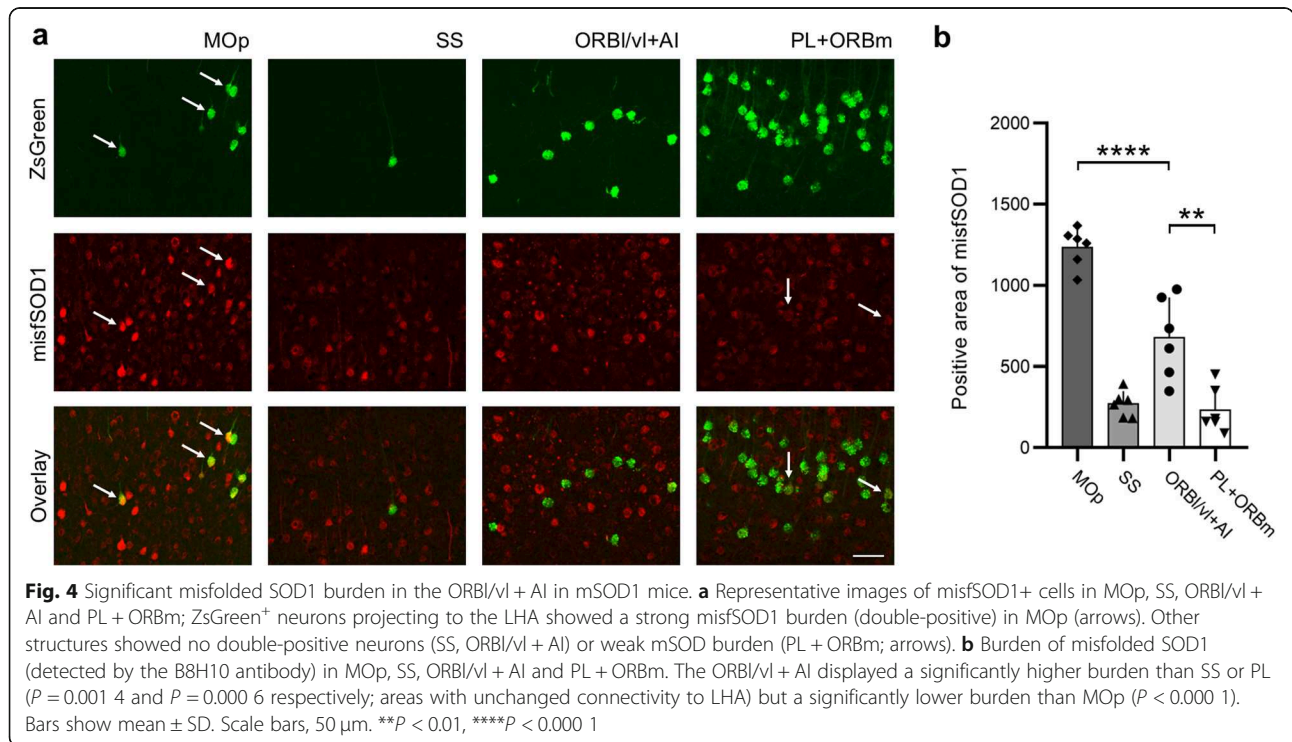 a
MOp SS ORBl/vl+AI PL+ORBm
ZsGreen
misfSOD1
Overlay
b
Positive area of misfSOD1
2000
1500
1000
500
0
****
**
MOp
SS
ORBl/vl+AI
PL+ORBm
Fig. 4 Significant misfolded SOD1 burden in the ORBl/vl + AI in mSOD1 mice. a Representative images of misfSOD1+ cells in MOp, SS, ORBl/vl +
AI and PL + ORBm; ZsGreen+ neurons projecting to the LHA showed a strong misfSOD1 burden (double-positive) in MOp (arrows). Other
structures showed no double-positive neurons (SS, ORBl/vl + AI) or weak mSOD burden (PL + ORBm; arrows). b Burden of misfolded SOD1
(detected by the B8H10 antibody) in MOp, SS, ORBl/vl + AI and PL + ORBm. The ORBl/vl + AI displayed a significantly higher burden than SS or PL
(P = 0.001 4 and P = 0.000 6 respectively; areas with unchanged connectivity to LHA) but a significantly lower burden than MOp (P < 0.000 1).
Bars show mean ± SD. Scale bars, 50 μm. **P < 0.01, ****P < 0.000 1